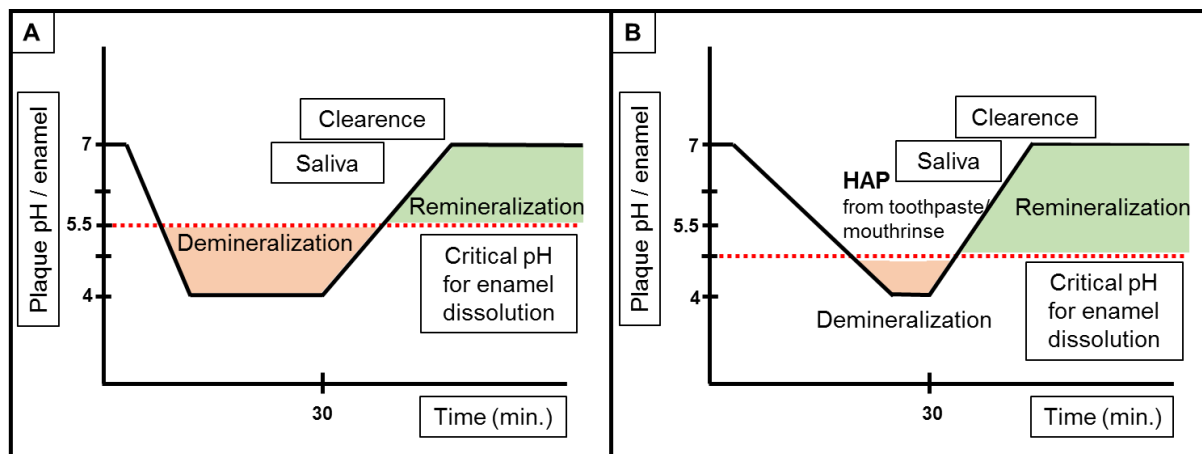 A
Plaque pH / enamel
7
5.5
4
Clearence
Saliva
Remineralization
Demineralization
Critical pH
for enamel
dissolution
30
Time (min.)
B
Plaque pH / enamel
7
5.5
4
Clearence
Saliva
HAP
from toothpaste/
mouthrinse
Remineralization
Demineralization
Critical pH
for enamel
dissolution
30
Time (min.)